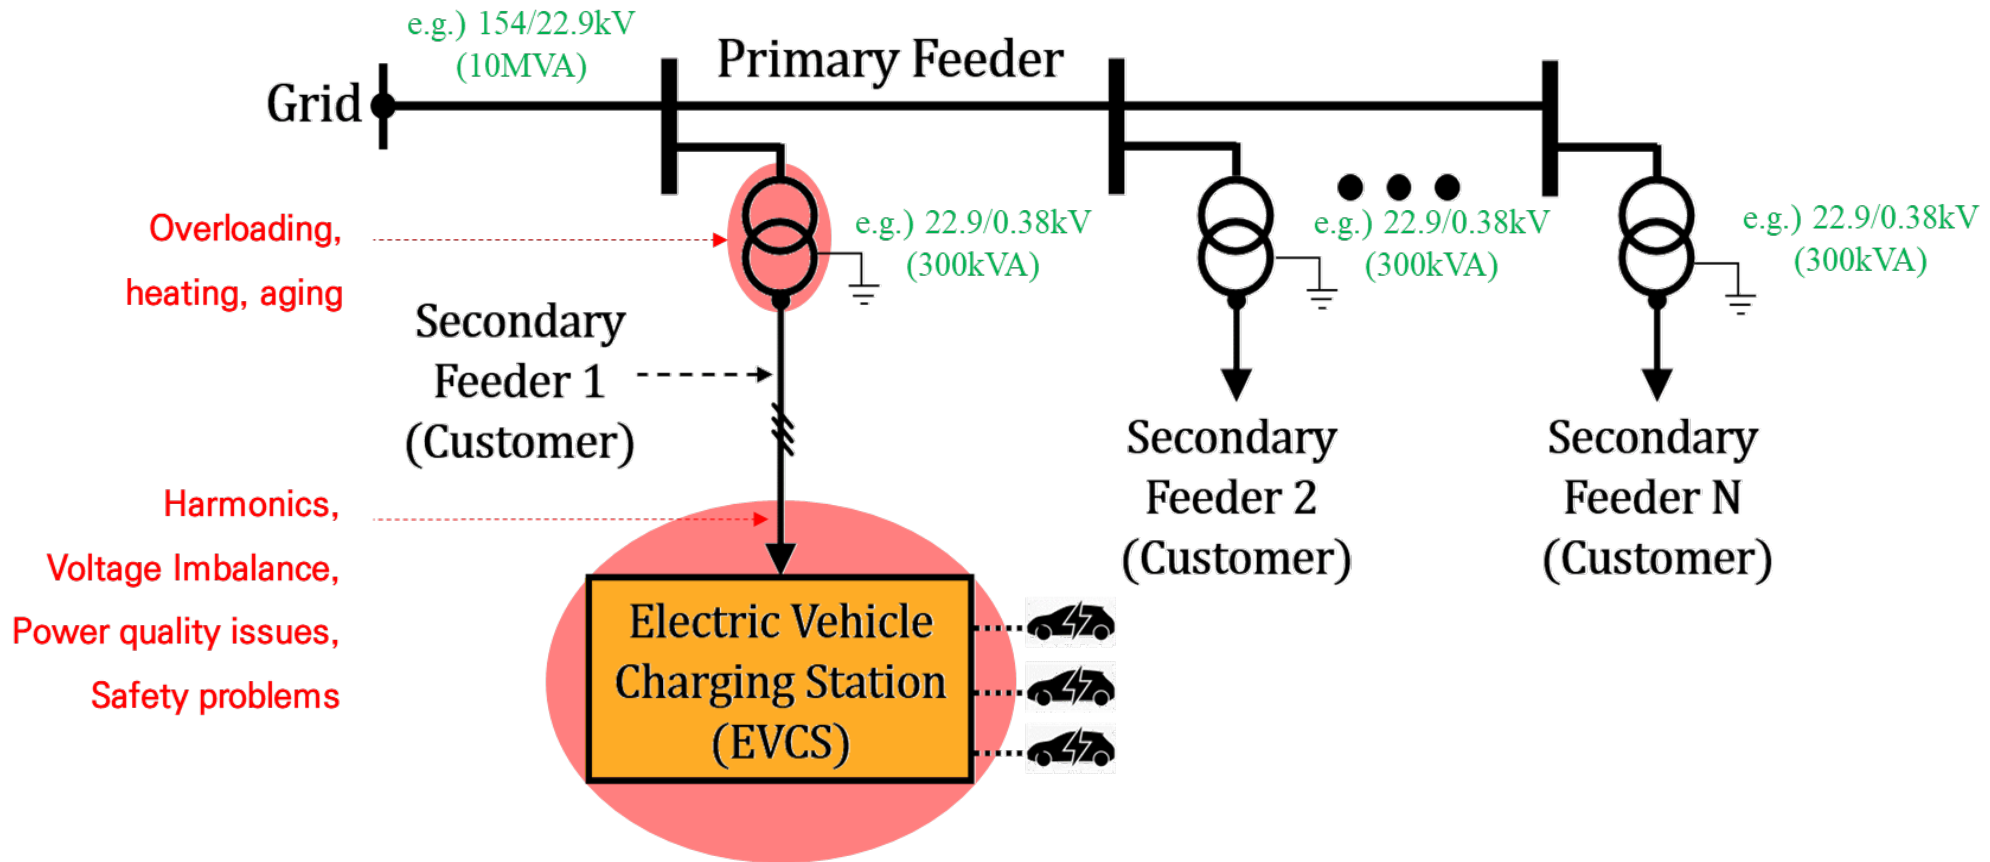 e.g.) 154/22.9kV
(10MVA)
Primary Feeder
Grid
Overloading,
heating, aging
e.g.) 22.9/0.38kV
(300kVA)
e.g.) 22.9/0.38kV
(300kVA)
e.g.) 22.9/0.38kV
(300kVA)
Secondary
Feeder 1
(Customer)
Secondary
Feeder 2
(Customer)
Secondary
Feeder N
(Customer)
Harmonics,
Voltage Imbalance,
Power quality issues,
Safety problems
Electric Vehicle
Charging Station
(EVCS)